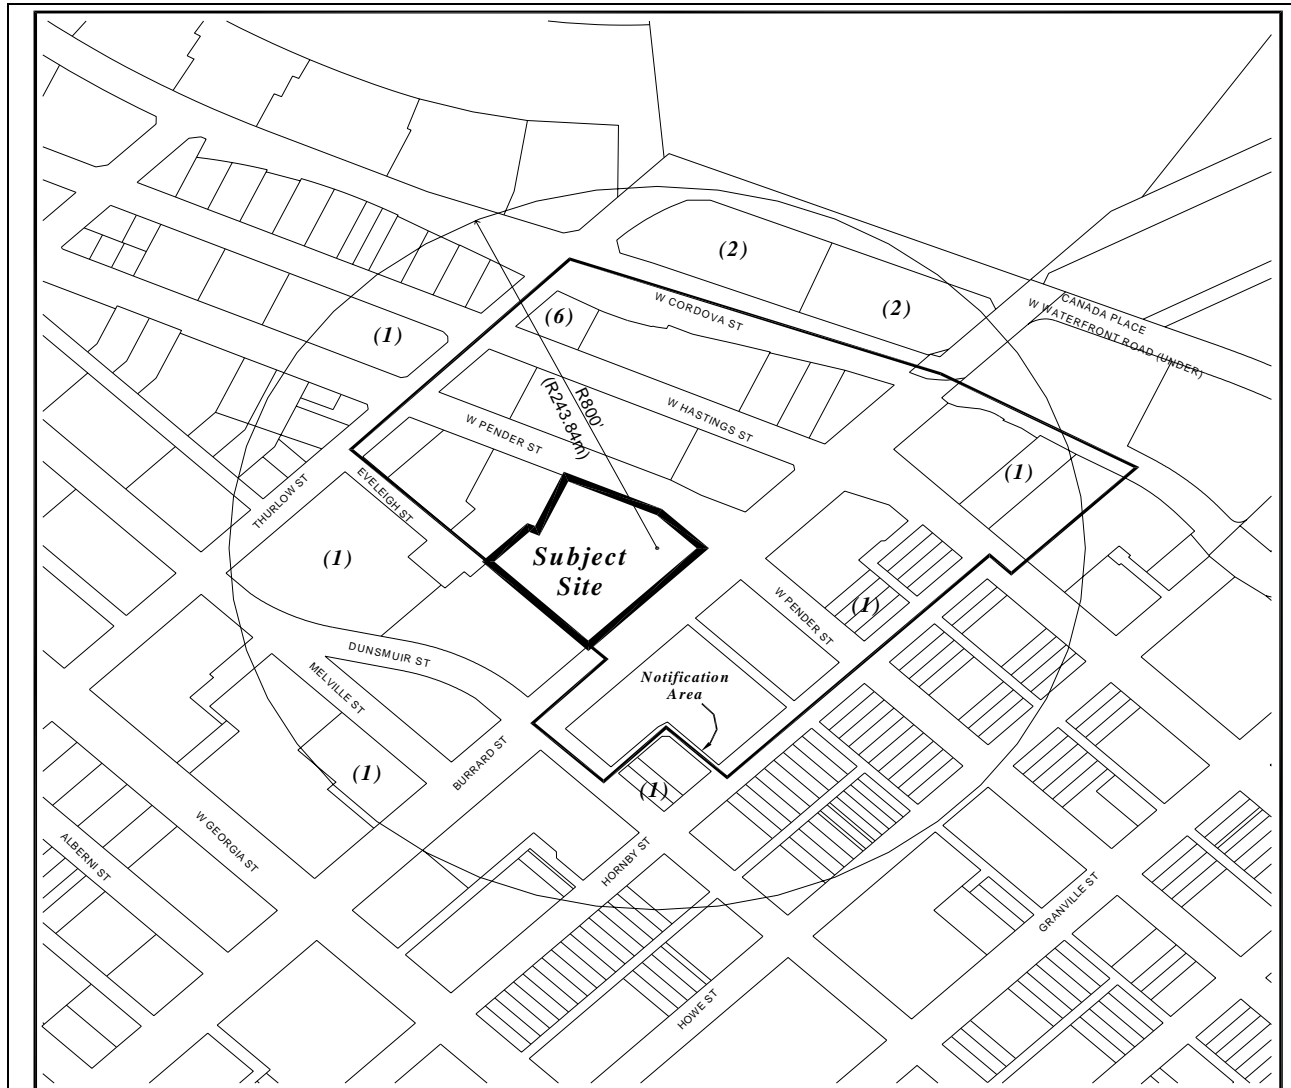 (2)
(2)
W CORDOVA ST
CANADA PLACE
W WATERFRONT ROAD (UNDER)
(6)
(1)
R800'
(R243.84m)
W HASTINGS ST
W PENDER ST
(1)
EVELEIGH ST
THURLOW ST
(1)
Subject
Site
(1)
W PENDER ST
DUNSMUIR ST
MELVILLE ST
Notification
Area
BURRARD ST
(1)
(1)
W GEORGIA ST
ALBERNI ST
HORNBY ST
GRANVILLE ST
HOWE ST